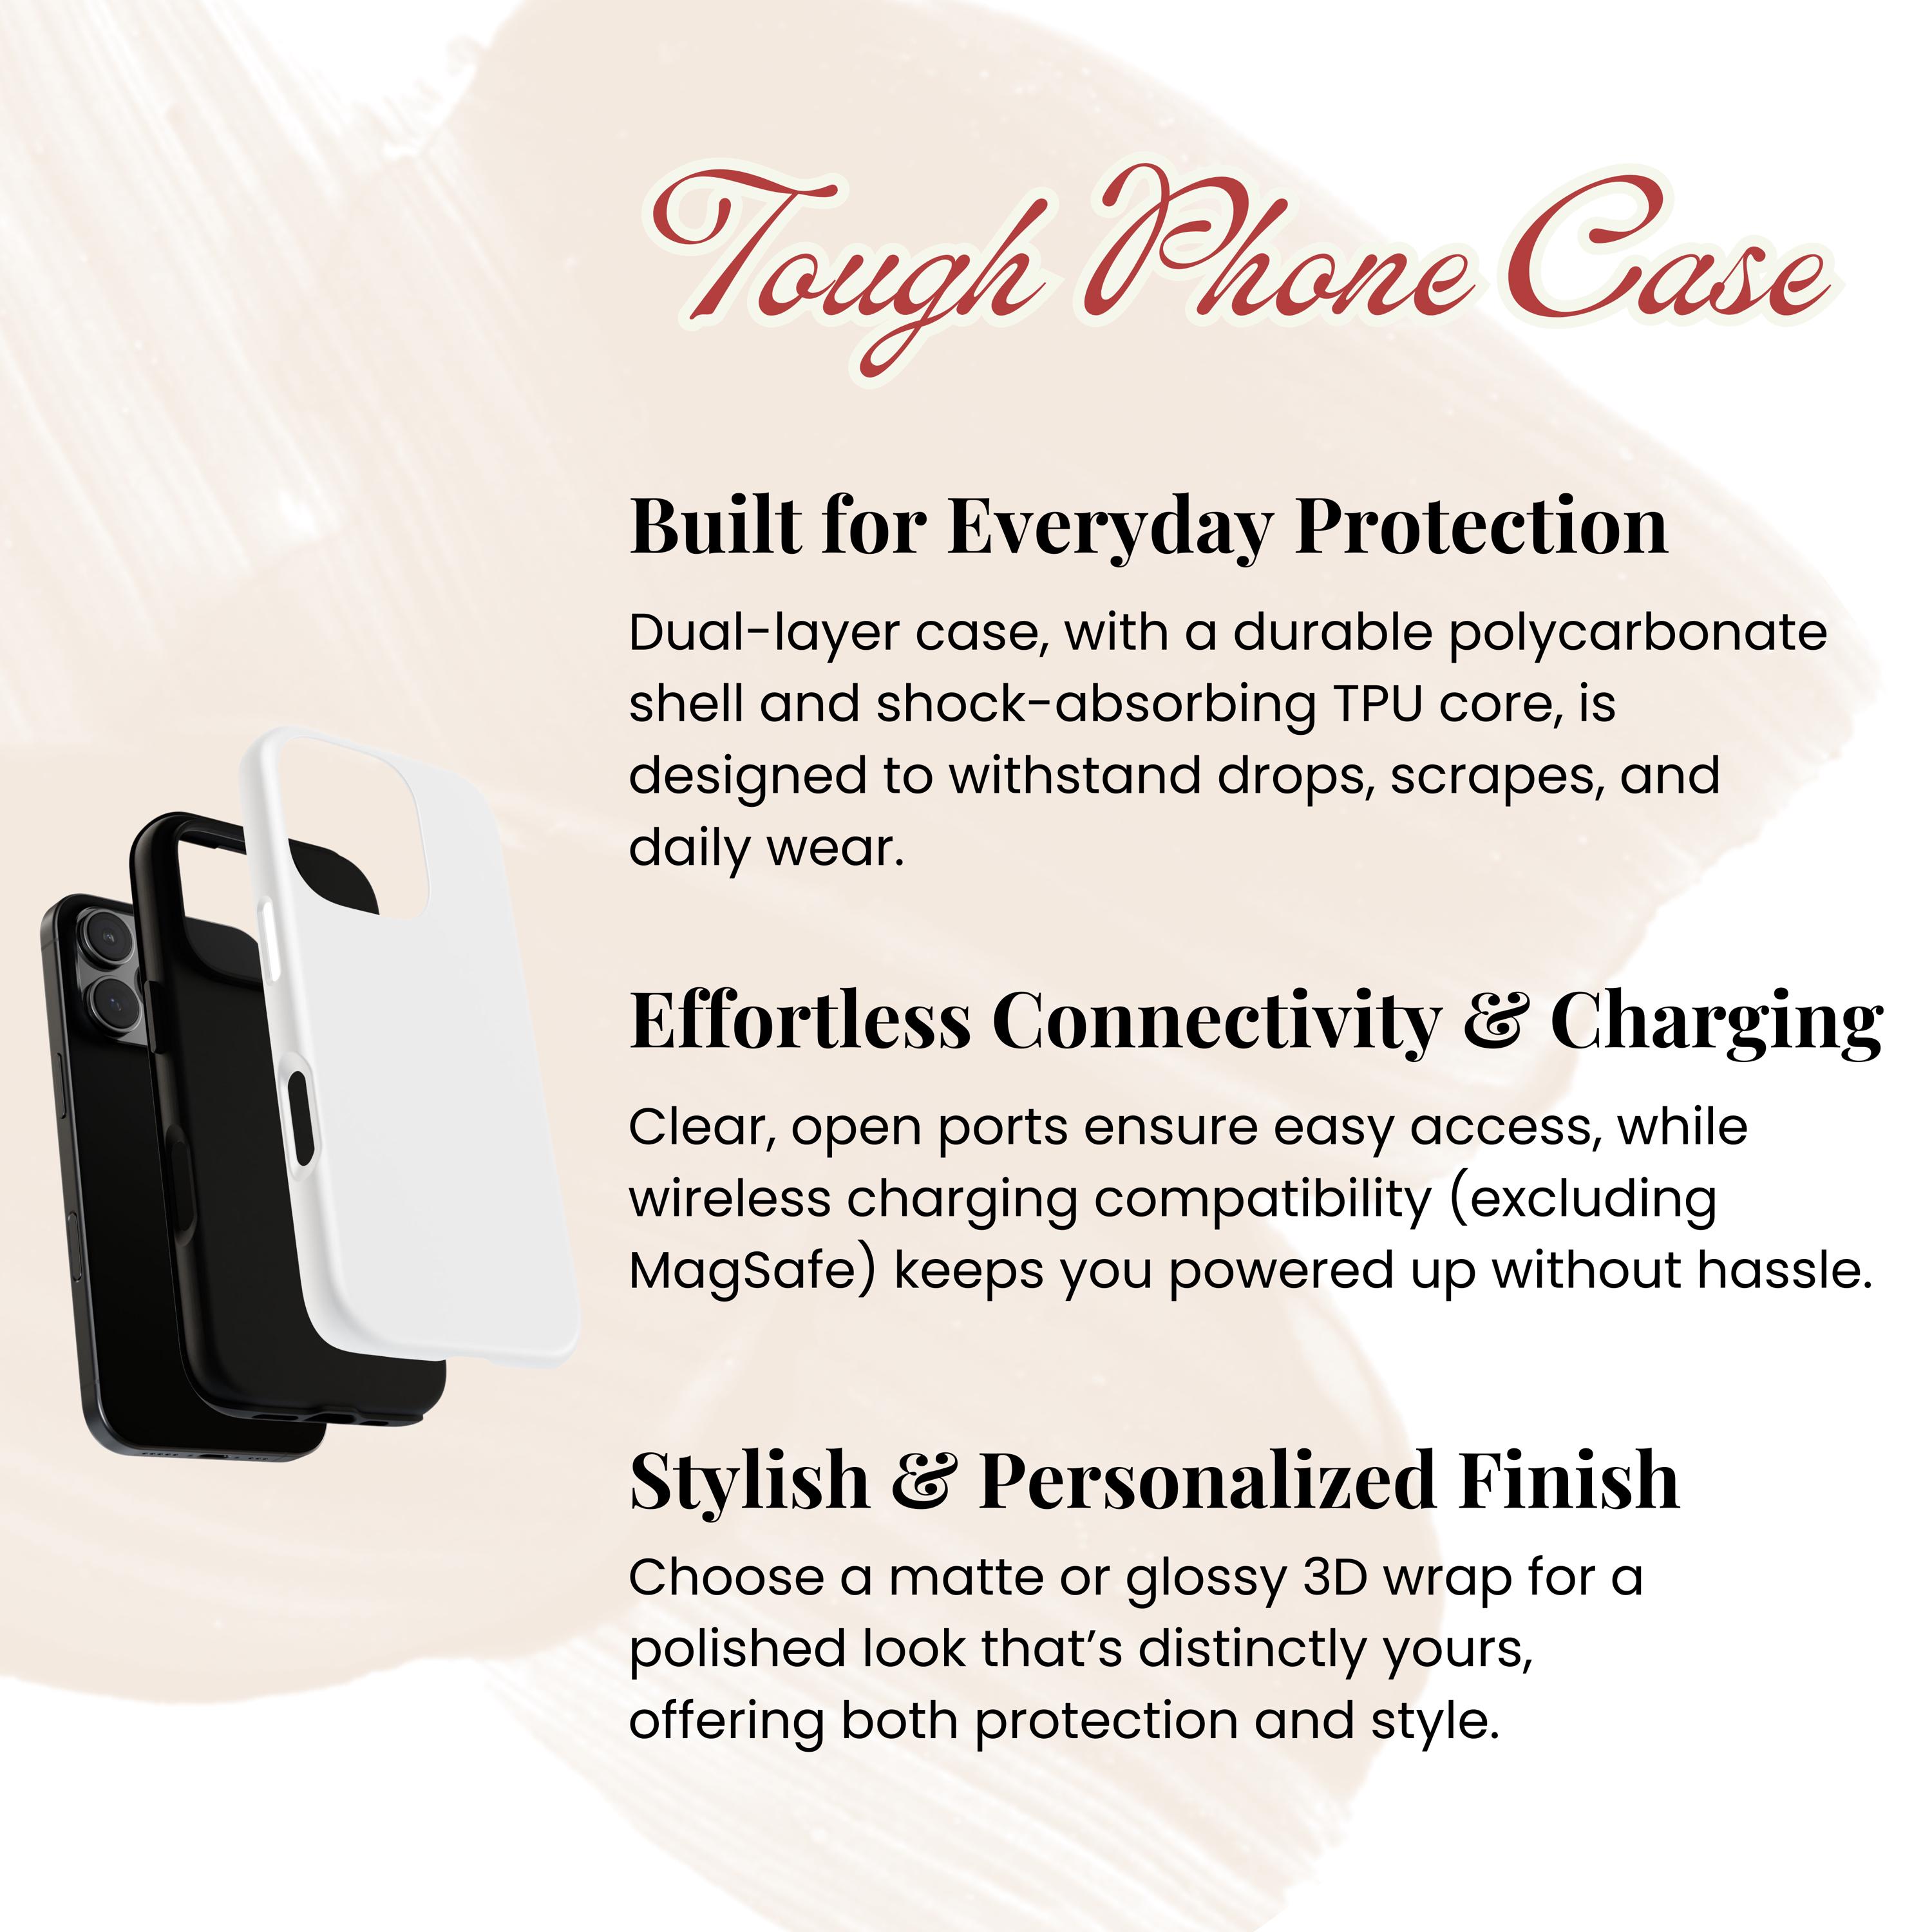 Tough Phone Case
Built for Everyday Protection
Dual-layer case, with a durable polycarbonate
shell and shock-absorbing TPU core, is
designed to withstand drops, scrapes, and
daily wear.
Effortless Connectivity & Charging
Clear, open ports ensure easy access, while
wireless charging compatibility (excluding
MagSafe) keeps you powered up without hassle.
Stylish & Personalized Finish
Choose a matte or glossy 3D wrap for a
polished look that’s distinctly yours,
offering both protection and style.